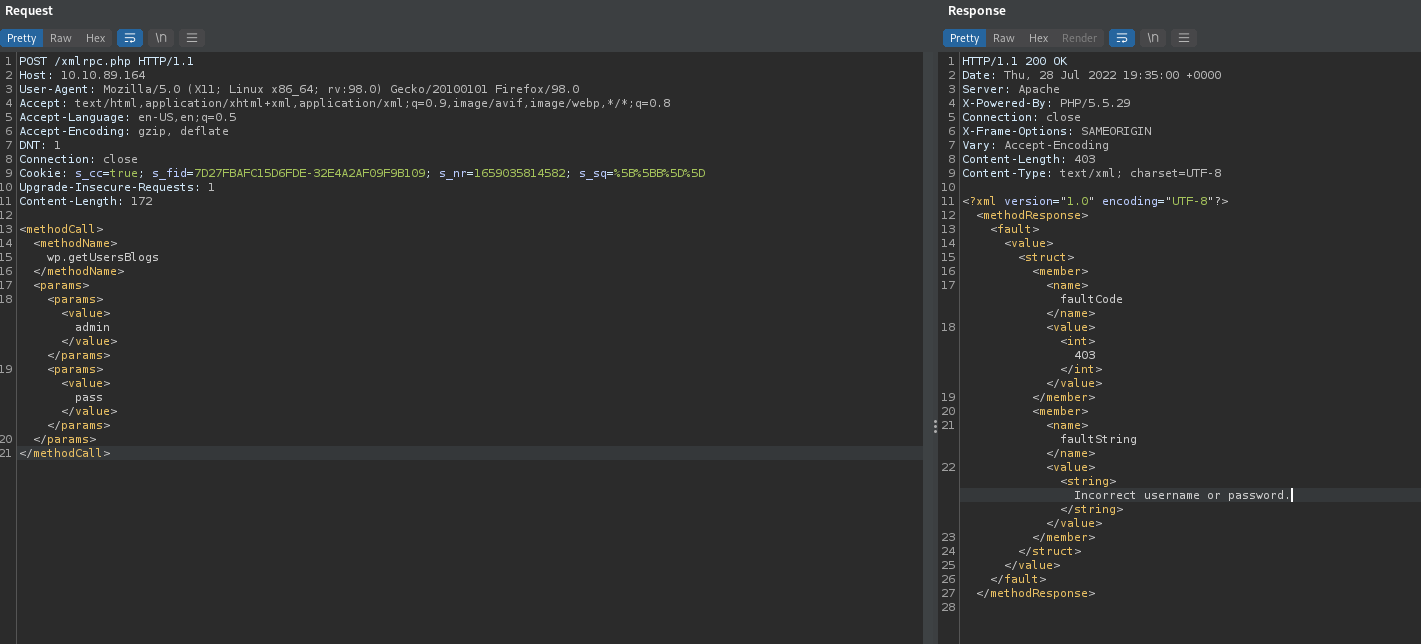 Request
Pretty Raw Hex \n
1 POST /xmlrpc.php HTTP/1.1
2 Host: 10.10.89.164
3 User-Agent: Mozilla/5.0 (X11; Linux x86_64; rv:98.0) Gecko/20100101 Firefox/98.0
4 Accept: text/html,application/xhtml+xml,application/xml;q=0.9,image/avif,image/webp,*/*;q=0.8
5 Accept-Language: en-US,en;q=0.5
6 Accept-Encoding: gzip, deflate
7 DNT: 1
8 Connection: close
9 Cookie: s_cc=true; s_fid=7D27FBAFC15D6FDE-32E4A2AF09F9B109; s_nr=1659035814582; s_sq=%5B%5BB%5D%5D
10 Upgrade-Insecure-Requests: 1
11 Content-Length: 172
12
13 <methodCall>
14 <methodName>
15 wp.getUsersBlogs
16 </methodName>
17 <params>
18 <params>
<value>
admin
</value>
</params>
19 <params>
<value>
pass
</value>
</params>
20 </params>
21 </methodCall>
Response
Pretty Raw Hex Render \n
1 HTTP/1.1 200 OK
2 Date: Thu, 28 Jul 2022 19:35:00 +0000
3 Server: Apache
4 X-Powered-By: PHP/5.5.29
5 Connection: close
6 X-Frame-Options: SAMEORIGIN
7 Vary: Accept-Encoding
8 Content-Length: 403
9 Content-Type: text/xml; charset=UTF-8
10
11 <?xml version="1.0" encoding="UTF-8"?>
12 <methodResponse>
13 <fault>
14 <value>
15 <struct>
16 <member>
17 <name>
faultCode
</name>
18 <value>
<int>
403
</int>
</value>
19 </member>
20 <member>
21 <name>
faultString
</name>
22 <value>
<string>
Incorrect username or password.
</string>
</value>
23 </member>
24 </struct>
25 </value>
26 </fault>
27 </methodResponse>
28